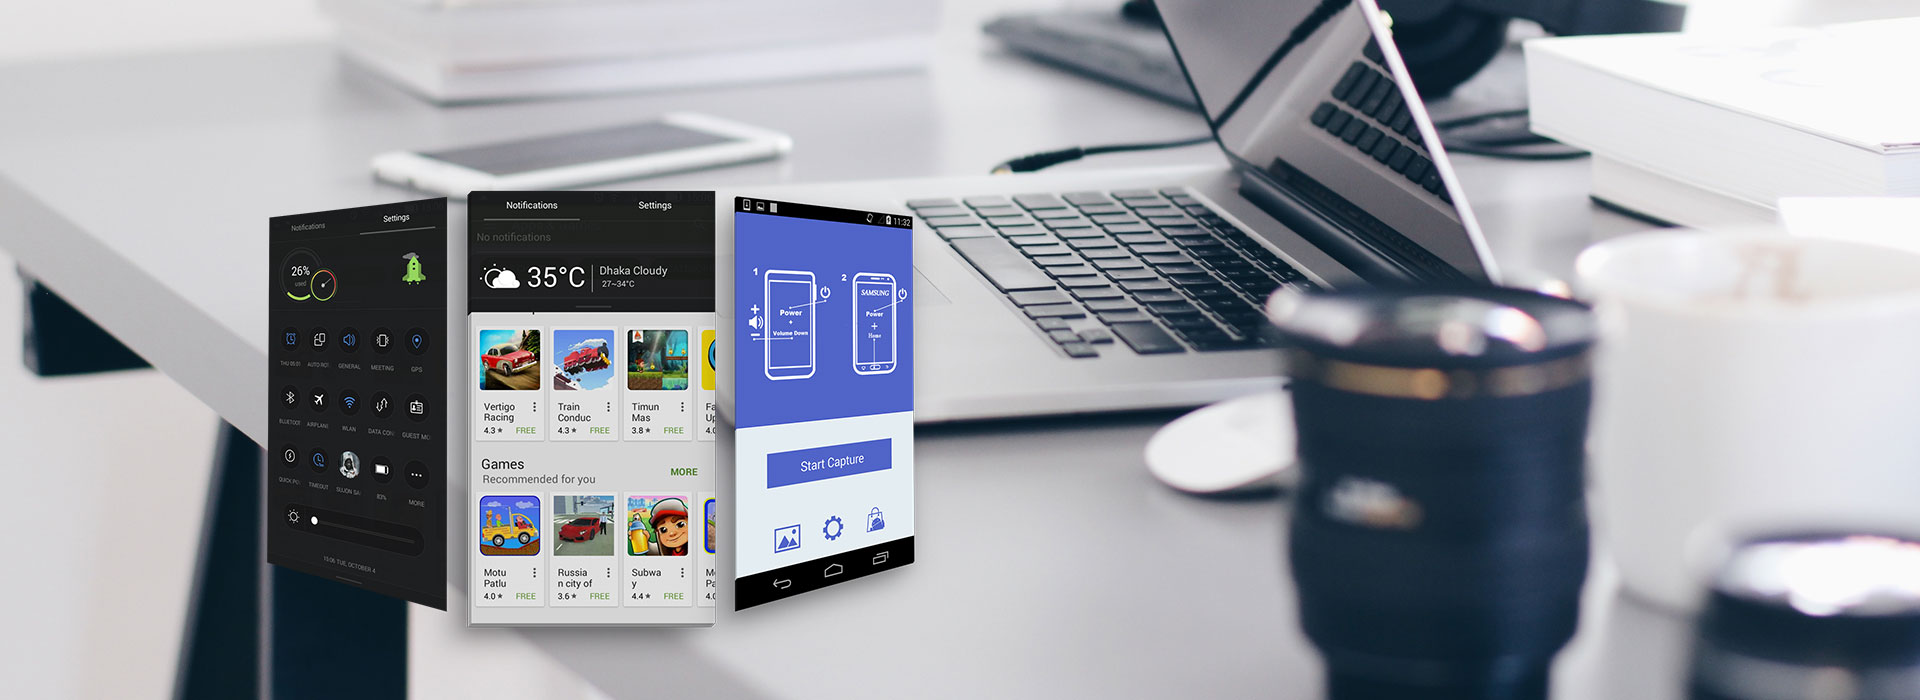 Notifications
Settings
26%
used
THU 08:01
AUTO ROT
GENERAL
MEETING
GPS
BLUETOOT
AIRPLANE
WLAN
DATA CON
GUEST MO
QUICK PO
TIMEOUT
SUJON SA
83%
MORE
10:06 TUE, OCTOBER 4
Notifications
Settings
No notifications
35°C
Dhaka Cloudy
27~34°C
Vertigo
Racing
4.3 ★ FREE
Train
Conduc
4.3 ★ FREE
Timun
Mas
3.8 ★ FREE
Fa
Up
4.0
Games
Recommended for you
MORE
Motu
Patlu
4.0 ★ FREE
Russia
n city of
3.6 ★ FREE
Subwa
y
4.4 ★ FREE
Mo
Pa
4.0
11:32
1
Power
+
Volume Down
2
SAMSUNG
Power
+
Home
Start Capture